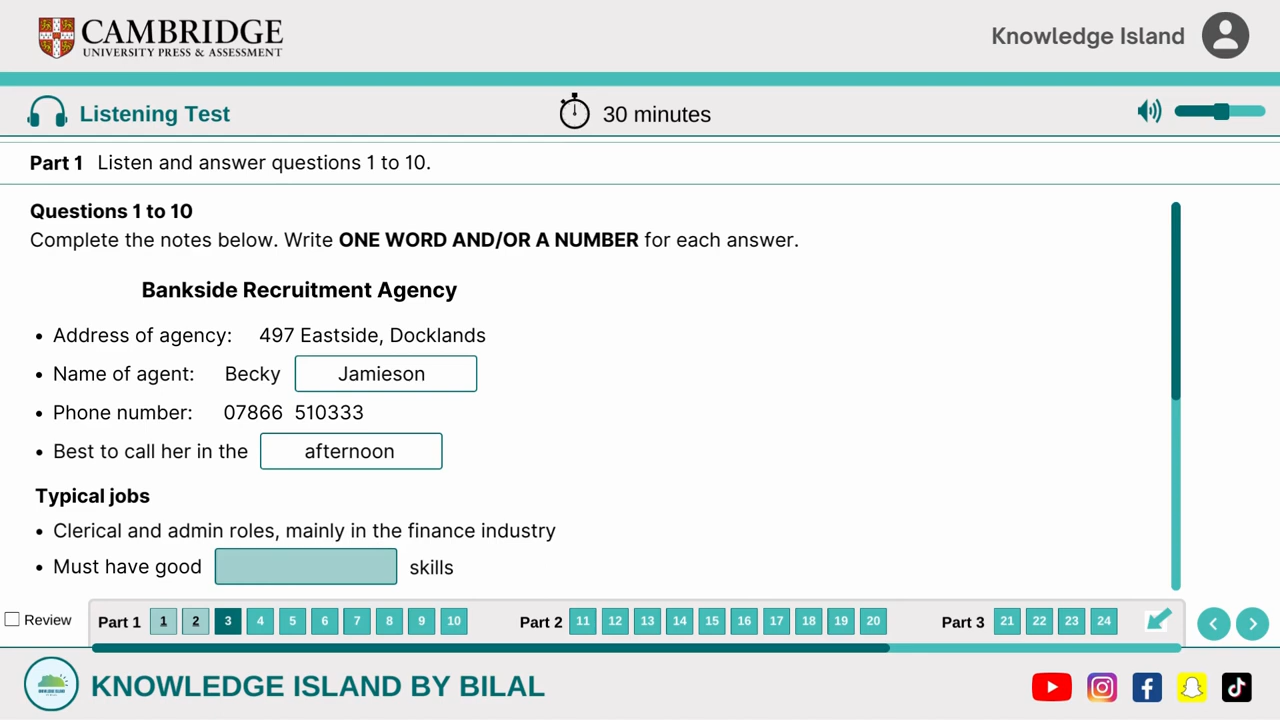 CAMBRIDGE
UNIVERSITY PRESS & ASSESSMENT
Knowledge Island
Listening Test
30 minutes
Part 1 Listen and answer questions 1 to 10.
Questions 1 to 10
Complete the notes below. Write ONE WORD AND/OR A NUMBER for each answer.
Bankside Recruitment Agency
• Address of agency: 497 Eastside, Docklands
• Name of agent: Becky Jamieson
• Phone number: 07866 510333
• Best to call her in the afternoon
Typical jobs
• Clerical and admin roles, mainly in the finance industry
• Must have good skills
Review Part 1 1 2 3 4 5 6 7 8 9 10 Part 2 11 12 13 14 15 16 17 18 19 20 Part 3 21 22 23 24
KNOWLEDGE ISLAND BY BILAL